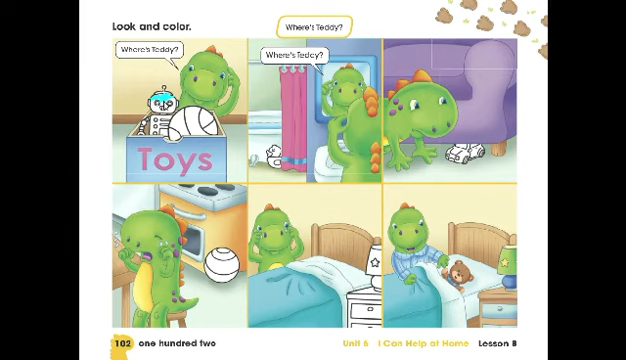 Look and color.
Where's Teddy?
Where's Teddy?
Where's Teddy?
Toys
102 one hundred two
Unit 6 I Can Help at Home Lesson B